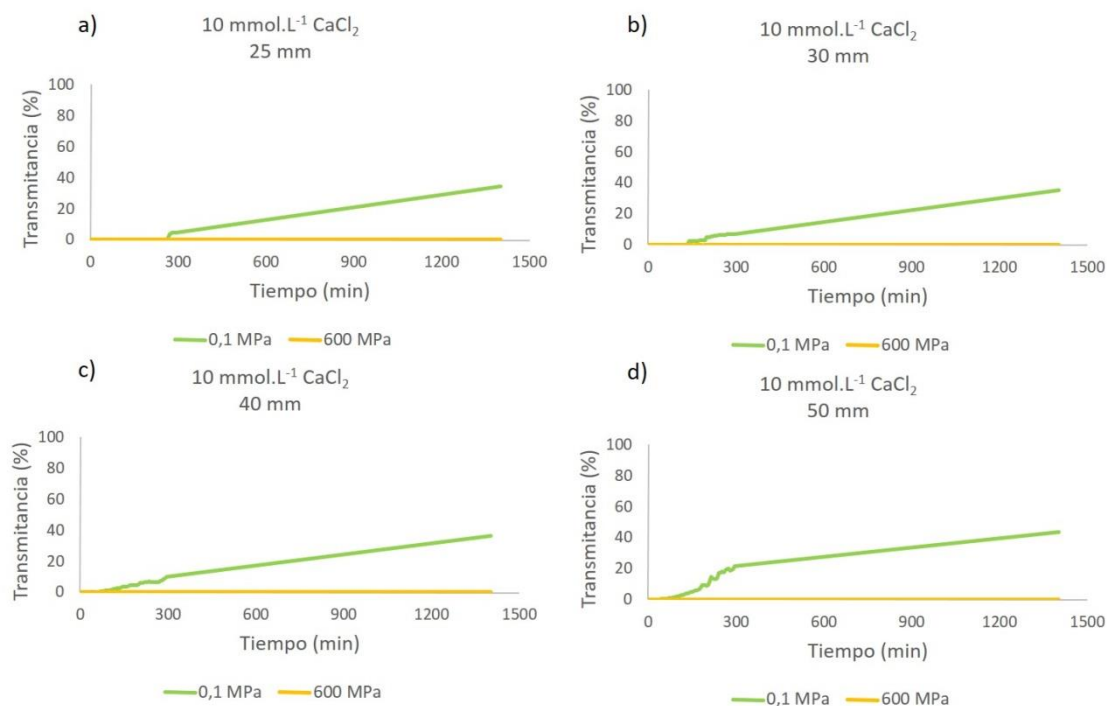 a)
10 mmol.L⁻¹ CaCl₂
25 mm
Transmitancia (%)
100
80
60
40
20
0
0 300 600 900 1200 1500
Tiempo (min)
0,1 MPa 600 MPa
b)
10 mmol.L⁻¹ CaCl₂
30 mm
Transmitancia (%)
100
80
60
40
20
0
0 300 600 900 1200 1500
Tiempo (min)
0,1 MPa 600 MPa
c)
10 mmol.L⁻¹ CaCl₂
40 mm
Transmitancia (%)
100
80
60
40
20
0
0 300 600 900 1200 1500
Tiempo (min)
0,1 MPa 600 MPa
d)
10 mmol.L⁻¹ CaCl₂
50 mm
Transmitancia (%)
100
80
60
40
20
0
0 300 600 900 1200 1500
Tiempo (min)
0,1 MPa 600 MPa